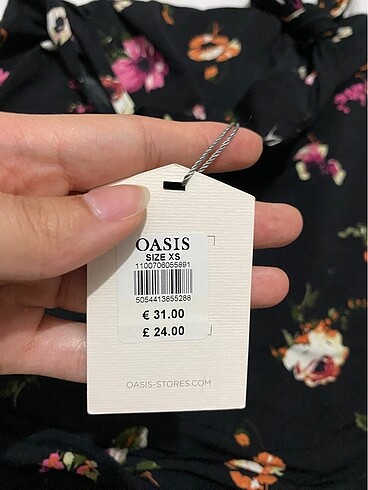 OASIS
SIZE XS
1100706055891
5054413855288
€ 31.00
£ 24.00
OASIS-STORES.COM